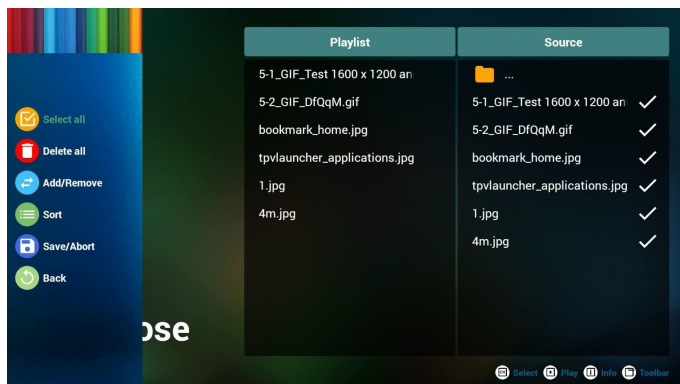 Select all
Delete all
Add/Remove
Sort
Save/Abort
Back
ose
Playlist
5-1_GIF_Test 1600 x 1200 an
5-2_GIF_DfQqM.gif
bookmark_home.jpg
tpvlauncher_applications.jpg
1.jpg
4m.jpg
Source
...
5-1_GIF_Test 1600 x 1200 an
5-2_GIF_DfQqM.gif
bookmark_home.jpg
tpvlauncher_applications.jpg
1.jpg
4m.jpg
Select Play Info Toolbar